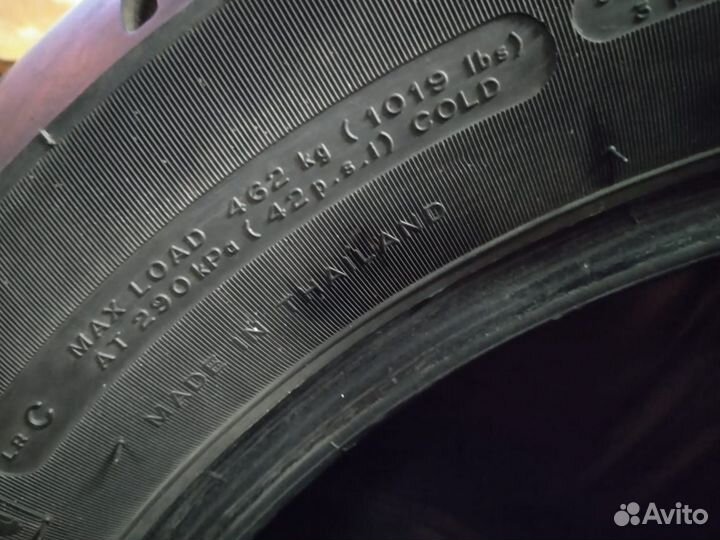 LR C
MAX LOAD 462 kg (1019 lbs)
AT 290 kPa (42 p.s.i) COLD
MADE IN THAILAND
Avito